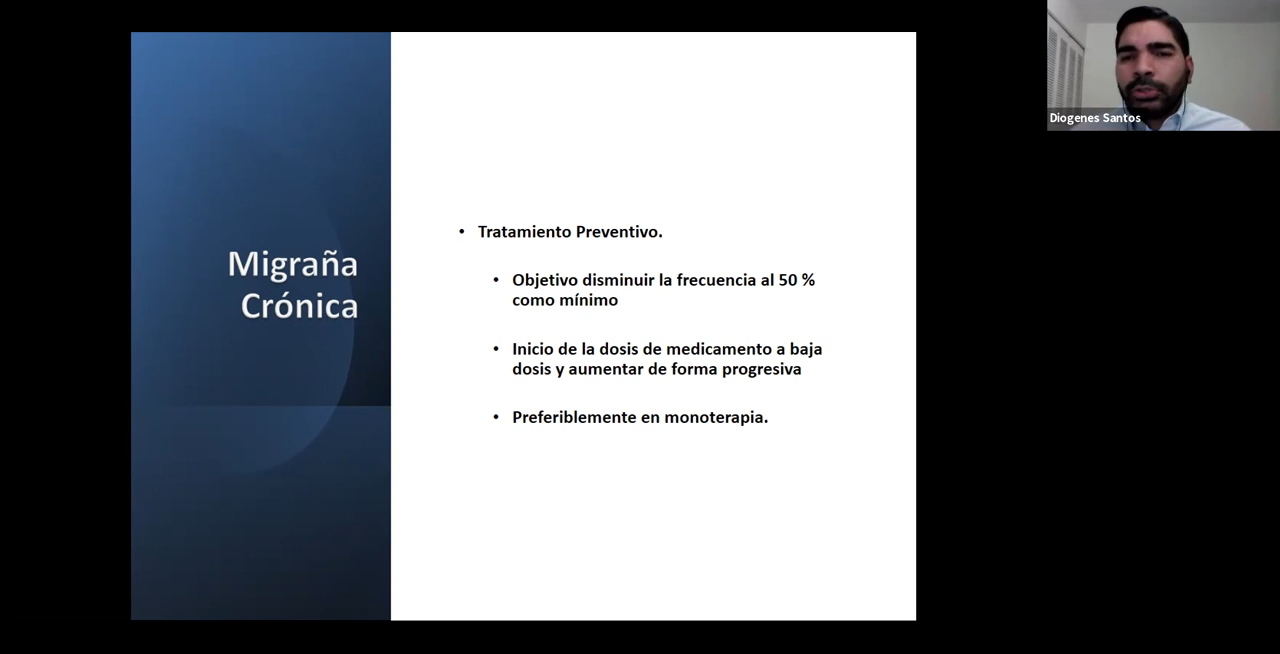 Migraña
Crónica
• Tratamiento Preventivo.
• Objetivo disminuir la frecuencia al 50 %
como mínimo
• Inicio de la dosis de medicamento a baja
dosis y aumentar de forma progresiva
• Preferiblemente en monoterapia.
Diogenes Santos